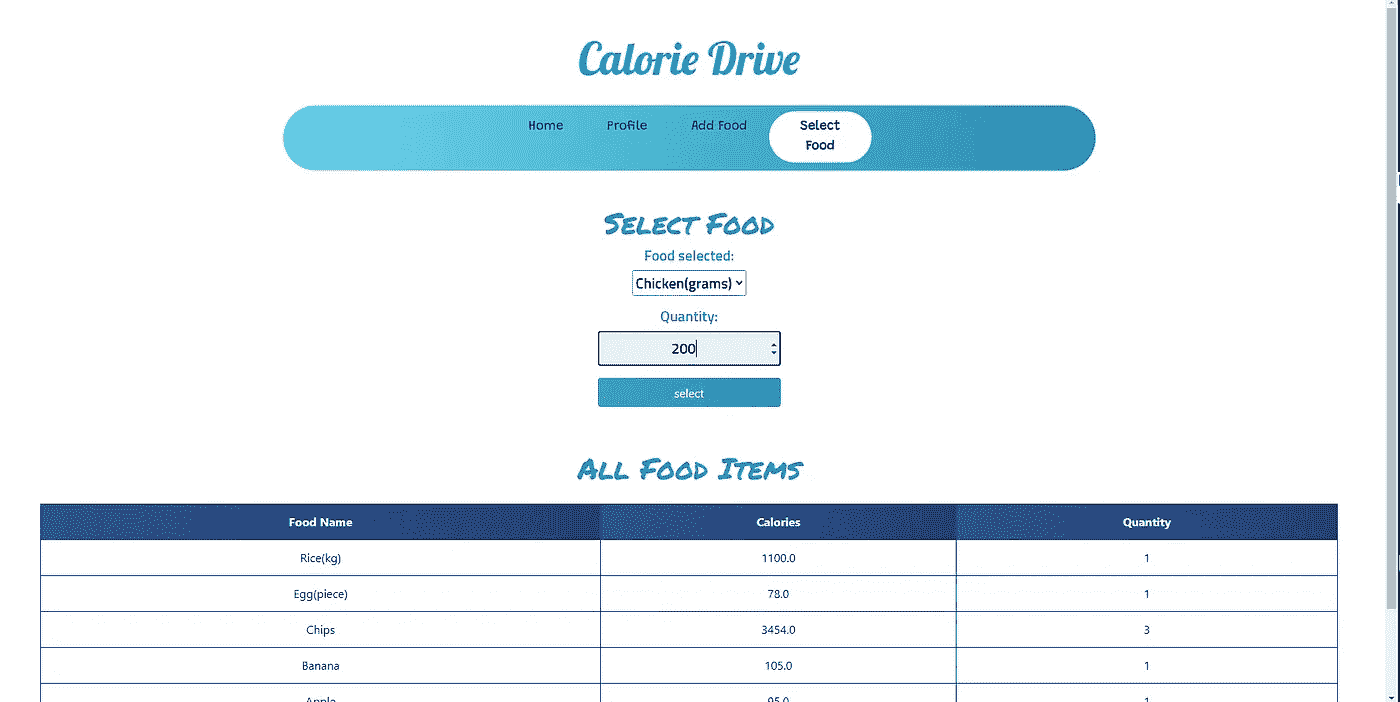 Calorie Drive
Home Profile Add Food Select
Food
Select Food
Food selected:
Chicken(grams)
Quantity:
200
select
All Food Items
Food Name Calories Quantity
Rice(kg) 1100.0 1
Egg(piece) 78.0 1
Chips 3454.0 3
Banana 105.0 1
Apple 95.0 1